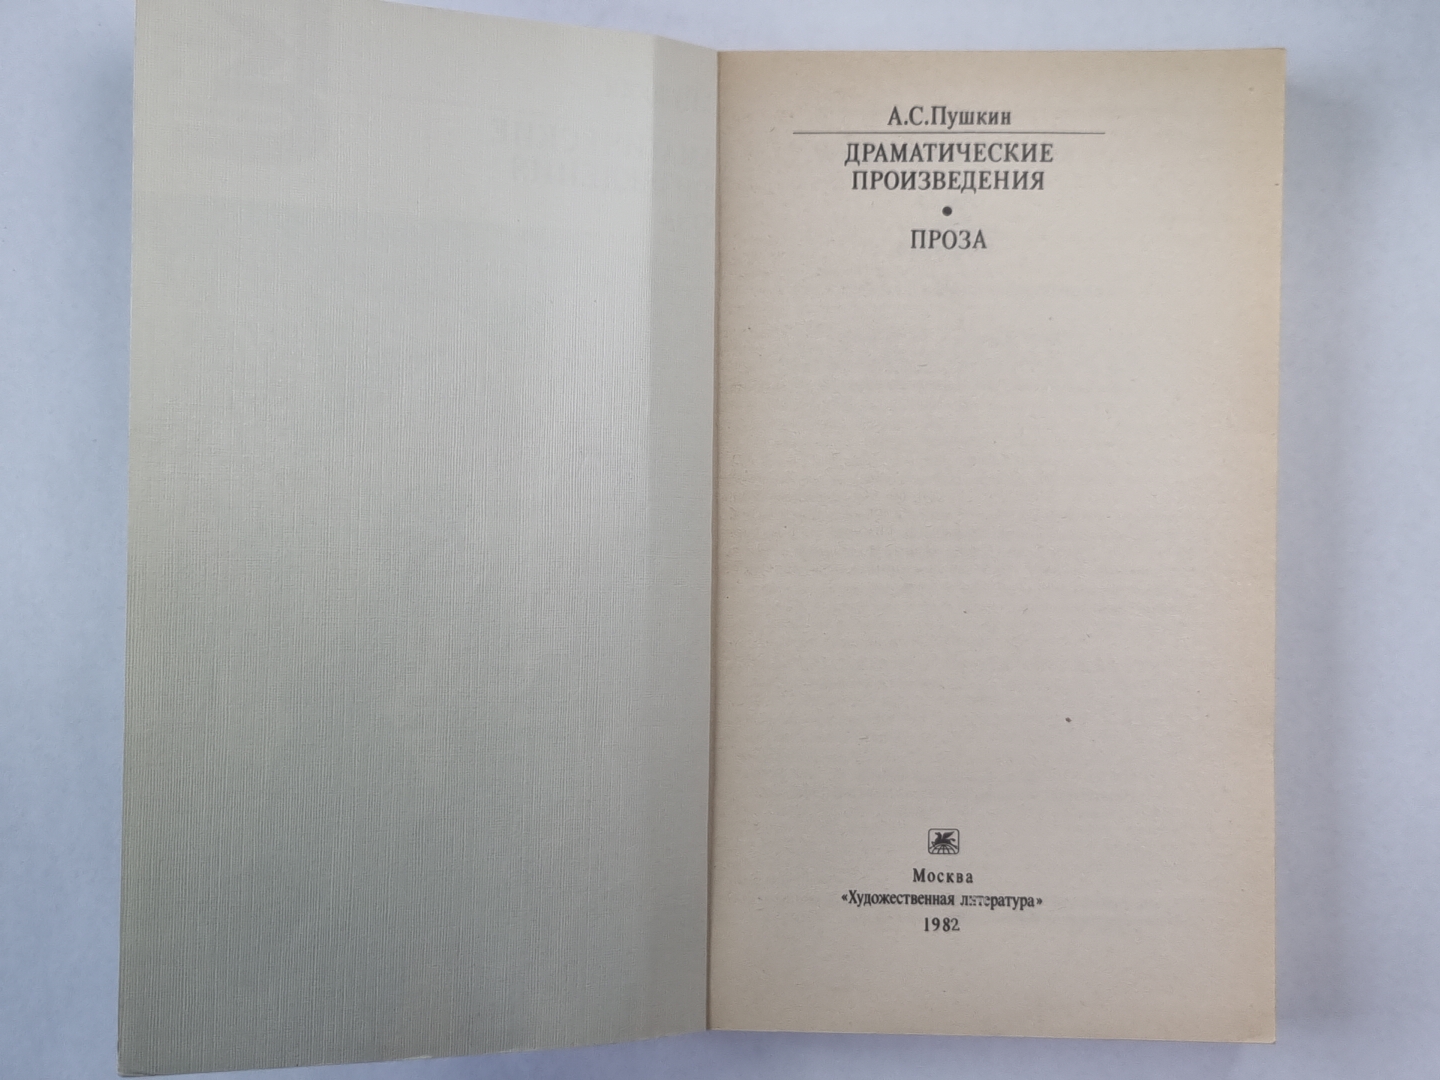 А.С.Пушкин
ДРАМАТИЧЕСКИЕ
ПРОИЗВЕДЕНИЯ
•
ПРОЗА
Москва
«Художественная литература»
1982